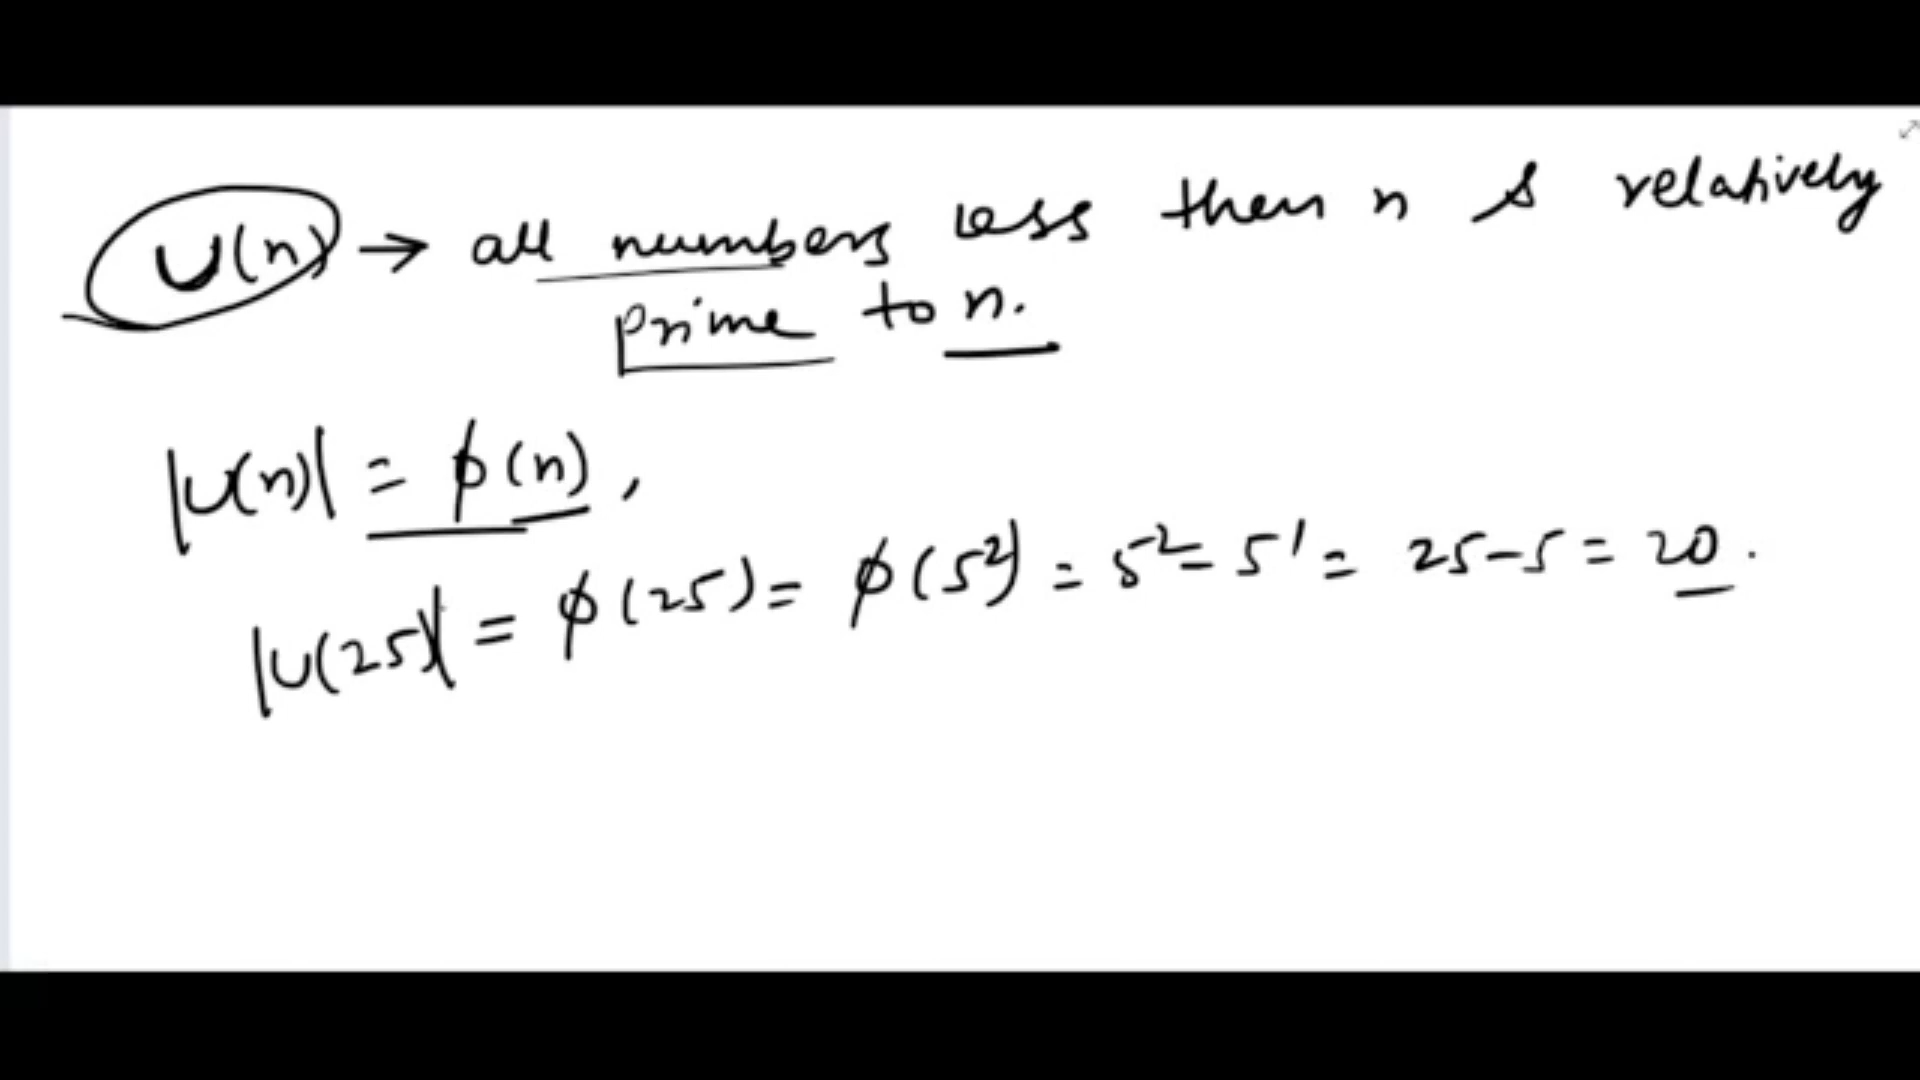 U(n) → all numbers less then n & relatively
prime to n.
|U(n)| = ϕ(n),
|U(25)| = ϕ(25) = ϕ(5²) = 5² - 5¹ = 25-5 = 20.